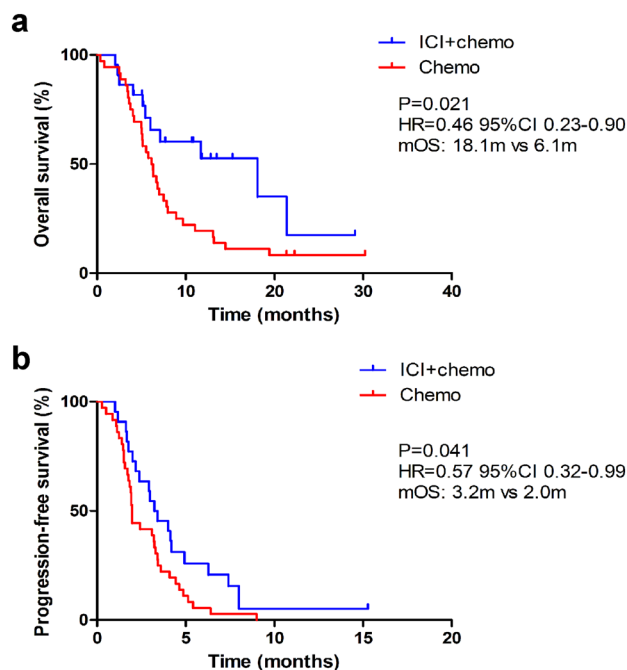 a
ICI+chemo
Chemo
P=0.021
HR=0.46 95%CI 0.23-0.90
mOS: 18.1m vs 6.1m
Overall survival (%)
100
50
0
0 10 20 30 40
Time (months)
b
ICI+chemo
Chemo
P=0.041
HR=0.57 95%CI 0.32-0.99
mOS: 3.2m vs 2.0m
Progression-free survival (%)
100
50
0
0 5 10 15 20
Time (months)